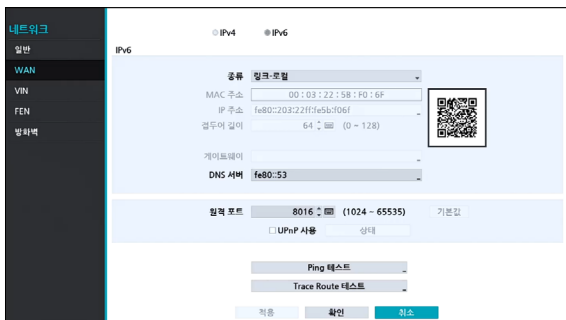 네트워크
일반
WAN
VIN
FEN
방화벽
IPv4 IPv6
IPv6
종류 링크-로컬
MAC 주소 00 : 03 : 22 : 5B : F0 : 6F
IP 주소 fe80::203:22ff:fe5b:f06f
접두어 길이 64 (0 ~ 128)
게이트웨이
DNS 서버 fe80::53
원격 포트 8016 (1024 ~ 65535) 기본값
UPnP 사용 상태
Ping 테스트
Trace Route 테스트
적용 확인 취소